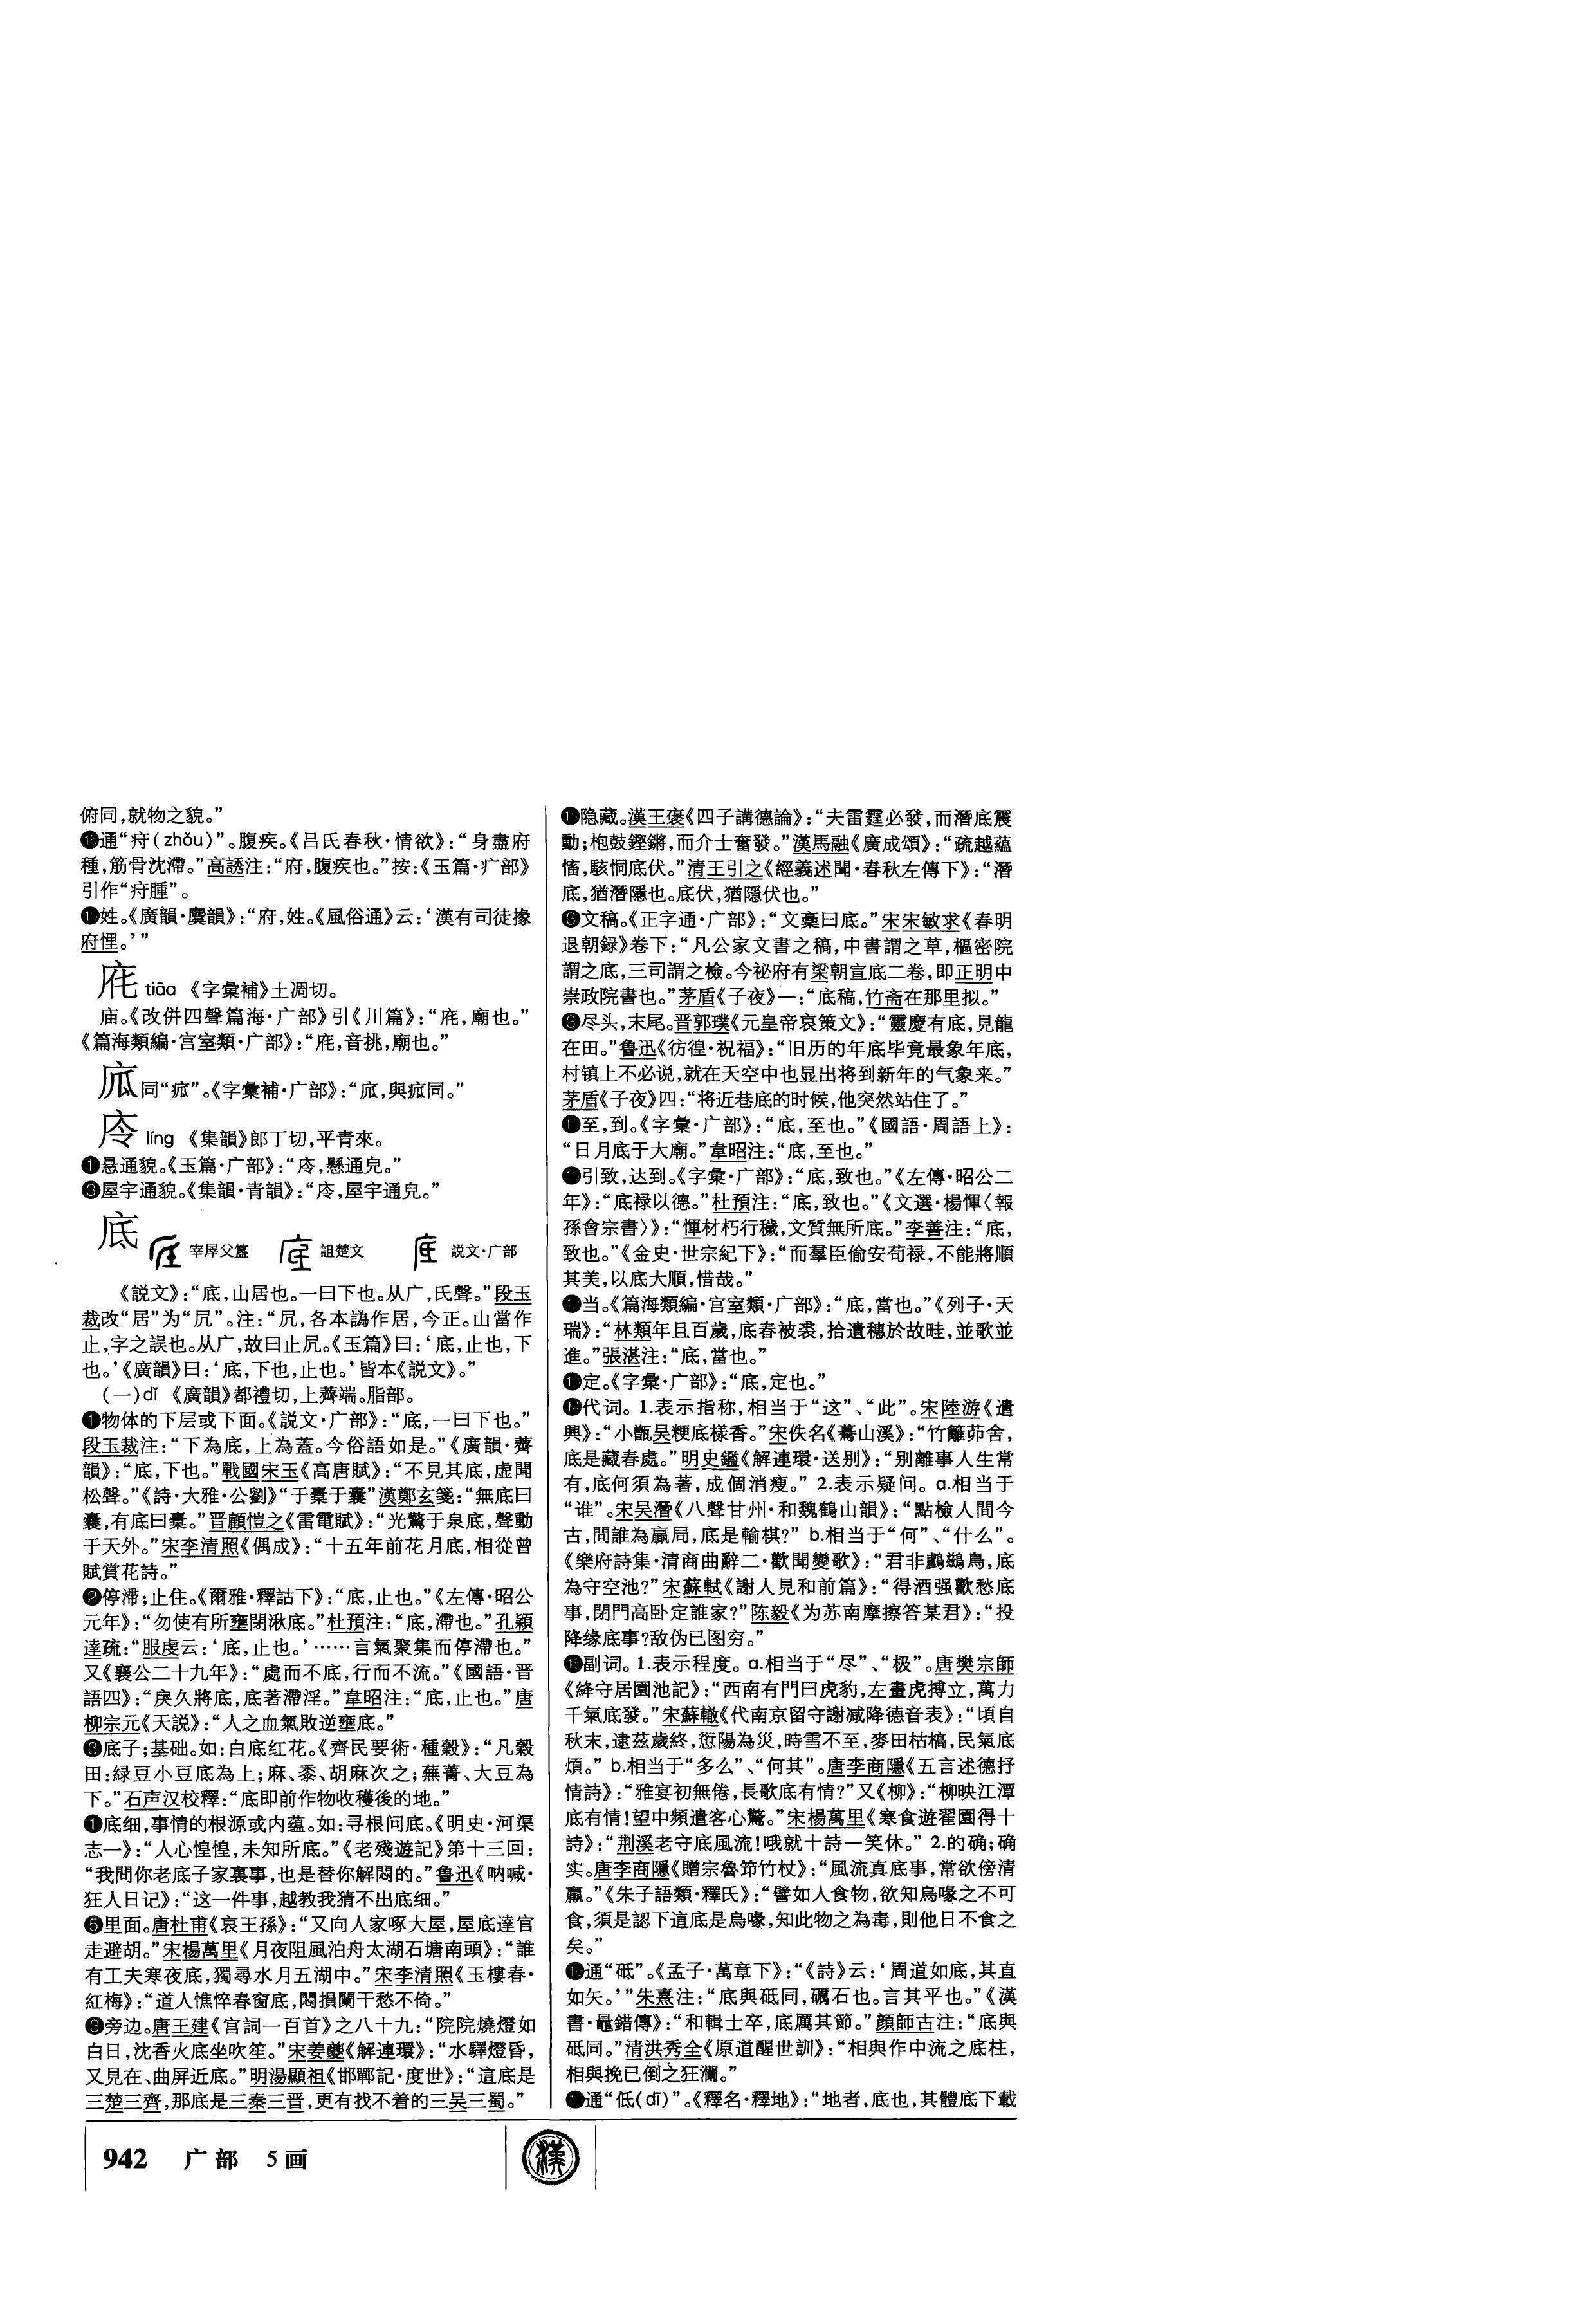 俯同，就物之貌。”
⓮通“疛(zhǒu)”。腹疾。《吕氏春秋·情欲》：“身盡府
種，筋骨沈滯。”高誘注：“府，腹疾也。”按：《玉篇·疒部》
引作“疛腫”。
姓。《廣韻·麌韻》：“府，姓。《風俗通》云：‘漢有司徒掾
府悝。’”
庣 tiāo 《字彙補》土凋切。
庙。《改併四聲篇海·广部》引《川篇》：“庣，廟也。”
《篇海類編·宫室類·广部》：“庣，音挑，廟也。”
同“㽿”。《字彙補·广部》：
㡵 líng 《集韻》郎丁切，平青來。
❶悬通貌。《玉篇·广部》：“㡵，懸通皃。”
屋宇通貌。《集韻·青韻》：“㡵，屋宇通皃。”
底 宰厈父簋 詛楚文 説文·广部
《説文》：“底，山居也。一曰下也。从广，氐聲。”段玉
裁改“居”为“凥”。注：“凥，各本譌作居，今正。山當作
止，字之誤也。从广，故曰止凥。《玉篇》曰：‘底，止也，下
也。’《廣韻》曰：‘底，下也，止也。’皆本《説文》。”
(一)dǐ 《廣韻》都禮切，上薺端。脂部。
❶物体的下层或下面。《説文·广部》：“底，一曰下也。”
段玉裁注：“下為底，上為蓋。今俗語如是。”《廣韻·薺
韻》：“底，下也。”戰國宋玉《高唐賦》：“不見其底，虚聞
松聲。”《詩·大雅·公劉》“于橐于囊”漢鄭玄箋：“無底曰
囊，有底曰橐。”晋顧愷之《雷電賦》：“光驚于泉底，聲動
于天外。”宋李清照《偶成》：“十五年前花月底，相從曾
賦賞花詩。”
❷停滯；止住。《爾雅·釋詁下》：“底，止也。”《左傳·昭公
元年》：“勿使有所壅閉湫底。”杜預注：“底，滯也。”孔穎
達疏：“服虔云：‘底，止也。’……言氣聚集而停滯也。”
又《襄公二十九年》：“處而不底，行而不流。”《國語·晋
語四》：“戾久將底，底著滯淫。”韋昭注：“底，止也。”唐
柳宗元《天説》：“人之血氣敗逆壅底。”
❸底子；基础。如：白底红花。《齊民要術·種穀》：“凡穀
田：緑豆小豆底為上；麻、黍、胡麻次之；蕪菁、大豆為
下。”石声汉校釋：“底即前作物收穫後的地。”
底细，事情的根源或内蕴。如：寻根问底。《明史·河渠
志一》：“人心惶惶，未知所底。”《老殘遊記》第十三回：
“我問你老底子家裏事，也是替你解悶的。”鲁迅《呐喊·
狂人日记》：“这一件事，越教我猜不出底细。”
❺里面。唐杜甫《哀王孫》：“又向人家啄大屋，屋底達官
走避胡。”宋楊萬里《月夜阻風泊舟太湖石塘南頭》：“誰
有工夫寒夜底，獨尋水月五湖中。”宋李清照《玉樓春·
紅梅》：“道人憔悴春窗底，悶損闌干愁不倚。”
旁边。唐王建《宫詞一百首》之八十九：“院院燒燈如
白日，沈香火底坐吹笙。”宋姜夔《解連環》：“水驛燈昏，
又見在、曲屏近底。”明湯顯祖《邯鄲記·度世》：“這底是
三楚三齊，那底是三秦三晋，更有找不着的三吴三蜀。”
隐藏。漢王褒《四子講德論》：“夫雷霆必發，而潛底震
動；枹鼓鏗鏘，而介士奮發。”漢馬融《廣成頌》：“疏越藴
慉，駭恫底伏。”清王引之《經義述聞·春秋左傳下》：“潛
底，猶潛隱也。底伏，猶隱伏也。”
文稿。《正字通·广部》：“文稾曰底。”宋宋敏求《春明
退朝録》卷下：“凡公家文書之稿，中書謂之草，樞密院
謂之底，三司謂之檢。今祕府有梁朝宣底二卷，即正明中
崇政院書也。”茅盾《子夜》一：“底稿，竹斋在那里拟。”
尽头，末尾。晋郭璞《元皇帝哀策文》：“靈慶有底，見龍
在田。”鲁迅《彷徨·祝福》：“旧历的年底毕竟最象年底，
村镇上不必说，就在天空中也显出将到新年的气象来。”
茅盾《子夜》四：“将近巷底的时候，他突然站住了。”
至，到。《字彙·广部》：“底，至也。”《國語·周語上》：
“日月底于大廟。”韋昭注：“底，至也。”
引致，达到。《字彙·广部》：“底，致也。”《左傳·昭公二
年》：“底禄以德。”杜預注：“底，致也。”《文選·楊惲〈報
孫會宗書〉》：“惲材朽行穢，文質無所底。”李善注：“底，
致也。”《金史·世宗紀下》：“而羣臣偷安苟禄，不能將順
其美，以底大順，惜哉。”
当。《篇海類編·宫室類·广部》：“底，當也。”《列子·天
瑞》：“林類年且百歲，底春被裘，拾遺穗於故畦，並歌並
進。”張湛注：“底，當也。”
定。《字彙·广部》：“底，定也。”
代词。1.表示指称，相当于“这”、“此”。宋陸游《遣
興》：“小甑吴粳底樣香。”宋佚名《驀山溪》：“竹籬茆舍，
底是藏春處。”明史鑑《解連環·送别》：“别離事人生常
有，底何須為著，成個消瘦。” 2.表示疑问。a.相当于
“谁”。宋吴潛《八聲甘州·和魏鶴山韻》：“點檢人間今
古，問誰為贏局，底是輸棋?” b.相当于“何”、“什么”。
《樂府詩集·清商曲辭二·歡聞變歌》：“君非鸕鷀鳥，底
為守空池?”宋蘇軾《謝人見和前篇》：“得酒强歡愁底
事，閉門高卧定誰家?”陈毅《为苏南摩擦答某君》：“投
降缘底事?敌伪已图穷。”
副词。1.表示程度。a.相当于“尽”、“极”。唐樊宗師
《絳守居園池記》：“西南有門曰虎豹，左畫虎搏立，萬力
千氣底發。”宋蘇轍《代南京留守謝減降德音表》：“頃自
秋末，逮茲歲終，愆陽為災，時雪不至，麥田枯槁，民氣底
煩。” b.相当于“多么”、“何其”。唐李商隱《五言述德抒
情詩》：“雅宴初無倦，長歌底有情?”又《柳》：“柳映江潭
底有情!望中頻遣客心驚。”宋楊萬里《寒食遊翟園得十
詩》：“荆溪老守底風流!哦就十詩一笑休。” 2.的确；确
实。唐李商隱《贈宗魯筇竹杖》：“風流真底事，常欲傍清
羸。”《朱子語類·釋氏》：“譬如人食物，欲知烏喙之不可
食，須是認下這底是烏喙，知此物之為毒，則他日不食之
矣。”
通“砥”。《孟子·萬章下》：“《詩》云：‘周道如底，其直
如矢。’”朱熹注：“底與砥同，礪石也。言其平也。”《漢
書·鼂錯傳》：“和輯士卒，底厲其節。”顔師古注：“底與
砥同。”清洪秀全《原道醒世訓》：“相與作中流之底柱，
相與挽已倒之狂瀾。”
通“低(dī)”。《釋名·釋地》：“地者，底也，其體底下載
942 广部 5画
漢